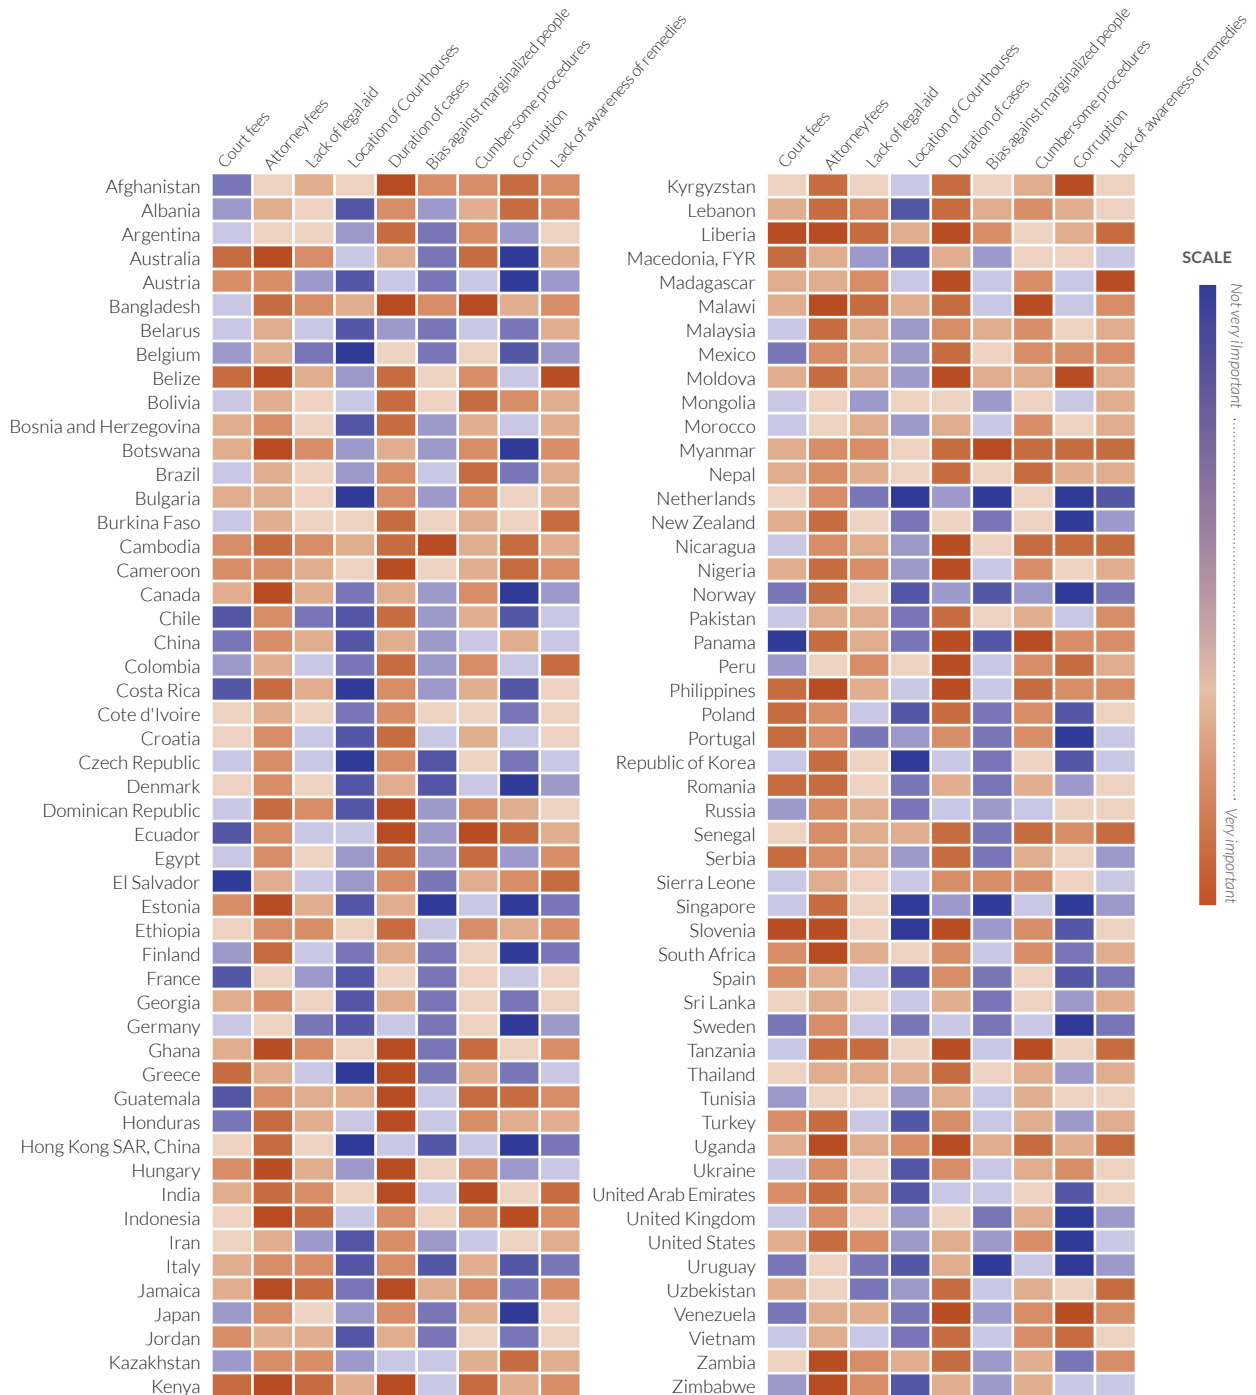 Court fees
Attorney fees
Lack of legal aid
Location of Courthouses
Duration of cases
Bias against marginalized people
Cumbersome procedures
Corruption
Lack of awareness of remedies
Afghanistan
Albania
Argentina
Australia
Austria
Bangladesh
Belarus
Belgium
Belize
Bolivia
Bosnia and Herzegovina
Botswana
Brazil
Bulgaria
Burkina Faso
Cambodia
Cameroon
Canada
Chile
China
Colombia
Costa Rica
Cote d'Ivoire
Croatia
Czech Republic
Denmark
Dominican Republic
Ecuador
Egypt
El Salvador
Estonia
Ethiopia
Finland
France
Georgia
Germany
Ghana
Greece
Guatemala
Honduras
Hong Kong SAR, China
Hungary
India
Indonesia
Iran
Italy
Jamaica
Japan
Jordan
Kazakhstan
Kenya
Court fees
Attorney fees
Lack of legal aid
Location of Courthouses
Duration of cases
Bias against marginalized people
Cumbersome procedures
Corruption
Lack of awareness of remedies
Kyrgyzstan
Lebanon
Liberia
Macedonia, FYR
Madagascar
Malawi
Malaysia
Mexico
Moldova
Mongolia
Morocco
Myanmar
Nepal
Netherlands
New Zealand
Nicaragua
Nigeria
Norway
Pakistan
Panama
Peru
Philippines
Poland
Portugal
Republic of Korea
Romania
Russia
Senegal
Serbia
Sierra Leone
Singapore
Slovenia
South Africa
Spain
Sri Lanka
Sweden
Tanzania
Thailand
Tunisia
Turkey
Uganda
Ukraine
United Arab Emirates
United Kingdom
United States
Uruguay
Uzbekistan
Venezuela
Vietnam
Zambia
Zimbabwe
SCALE
Not very iImportant
Very important